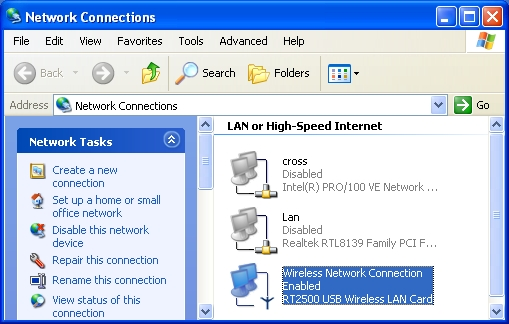 Network Connections
File Edit View Favorites Tools Advanced Help
Back Search Folders
Address Network Connections Go
Network Tasks
Create a new
connection
Set up a home or small
office network
Disable this network
device
Repair this connection
Rename this connection
View status of this
connection
LAN or High-Speed Internet
cross
Disabled
Intel(R) PRO/100 VE Network ...
Lan
Disabled
Realtek RTL8139 Family PCI F...
Wireless Network Connection
Enabled
RT2500 USB Wireless LAN Card